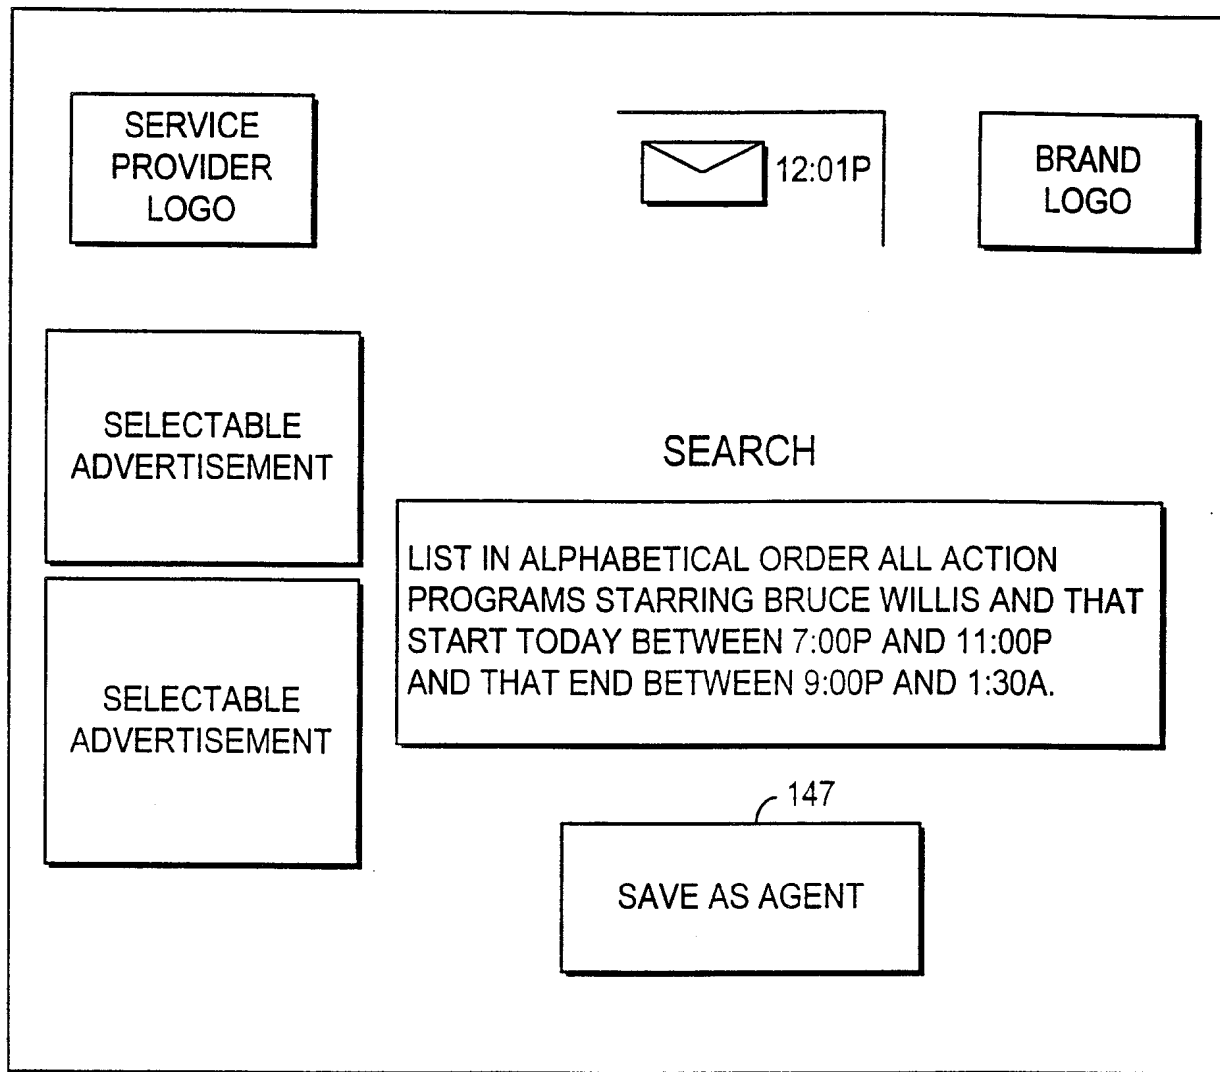 SERVICE
PROVIDER
LOGO
12:01P
BRAND
LOGO
SELECTABLE
ADVERTISEMENT
SEARCH
LIST IN ALPHABETICAL ORDER ALL ACTION
PROGRAMS STARRING BRUCE WILLIS AND THAT
START TODAY BETWEEN 7:00P AND 11:00P
AND THAT END BETWEEN 9:00P AND 1:30A.
SELECTABLE
ADVERTISEMENT
147
SAVE AS AGENT